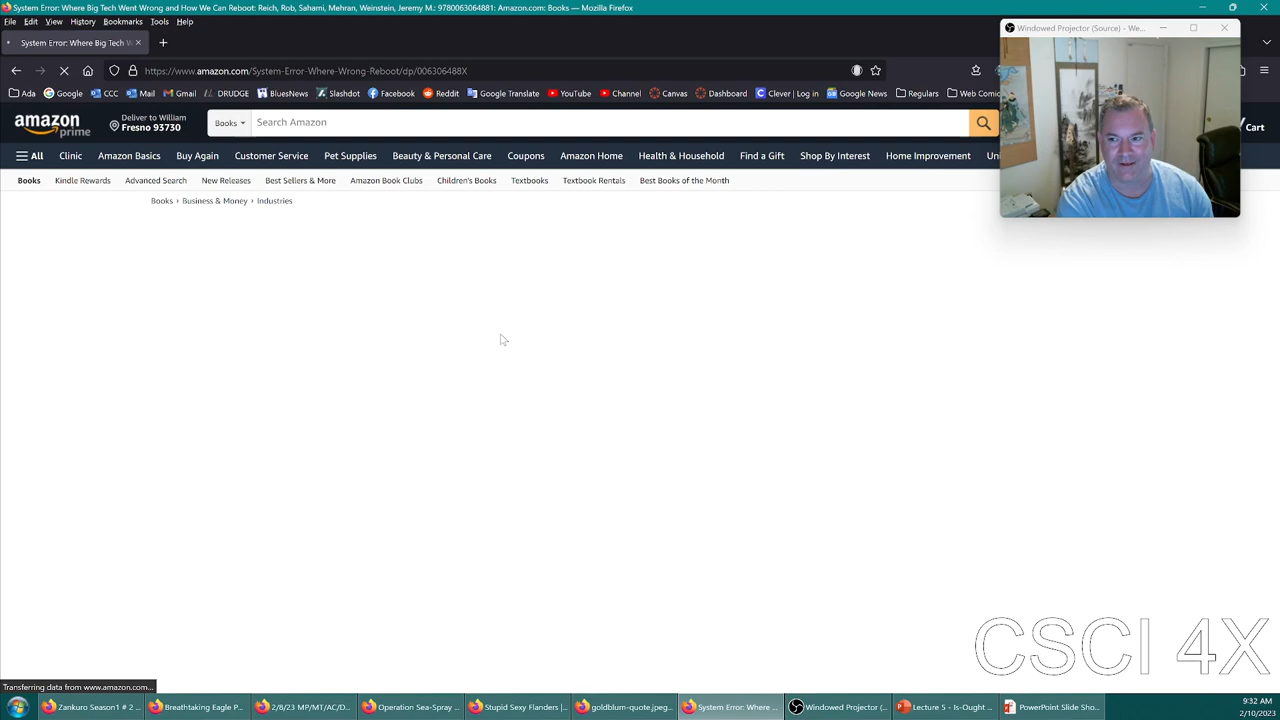 System Error: Where Big Tech Went Wrong and How We Can Reboot: Reich, Rob, Sahami, Mehran, Weinstein, Jeremy M.: 9780063064881: Amazon.com: Books — Mozilla Firefox
File Edit View History Bookmarks Tools Help
System Error: Where Big Tech W
Windowed Projector (Source) - We...
https://www.amazon.com/System-Error-Where-Wrong-Reboot/dp/006306488X
Ada Google CCC Mail Gmail DRUDGE BluesNews Slashdot Facebook Reddit Google Translate YouTube Channel Canvas Dashboard Clever | Log in Google News Regulars Web Comic
amazon prime
Deliver to William
Fresno 93730
Books
Search Amazon
Cart
All Clinic Amazon Basics Buy Again Customer Service Pet Supplies Beauty & Personal Care Coupons Amazon Home Health & Household Find a Gift Shop By Interest Home Improvement
Books Kindle Rewards Advanced Search New Releases Best Sellers & More Amazon Book Clubs Children's Books Textbooks Textbook Rentals Best Books of the Month
Books › Business & Money › Industries
CSCI 4X
Transferring data from www.amazon.com...
Zankuro Season1 # 2 ... Breathtaking Eagle P... 2/8/23 MP/MT/AC/D... Operation Sea-Spray ... Stupid Sexy Flanders |... goldblum-quote.jpeg... System Error: Where ... Windowed Projector (... Lecture 5 - Is-Ought ... PowerPoint Slide Sho...
9:32 AM
2/10/2023